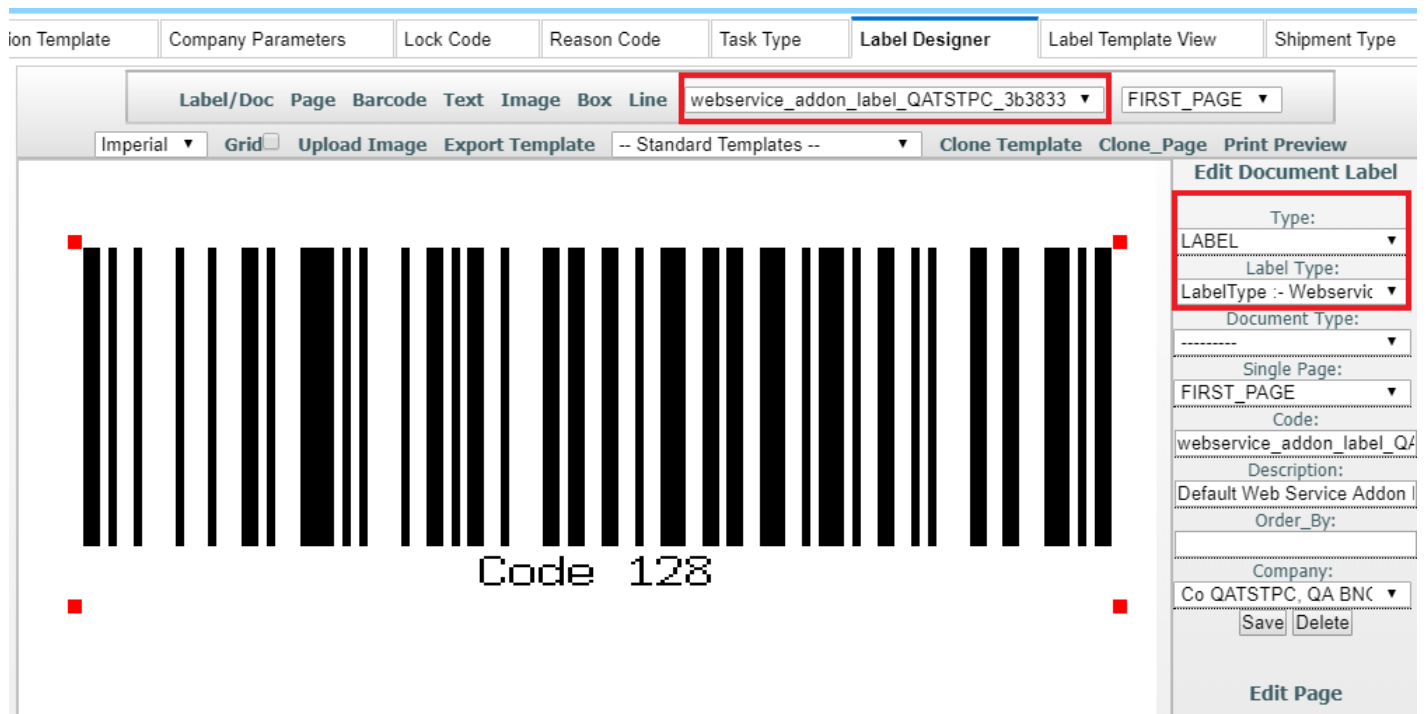 ion Template Company Parameters Lock Code Reason Code Task Type Label Designer Label Template View Shipment Type
Label/Doc Page Barcode Text Image Box Line webservice_addon_label_QATSTPC_3b3833 FIRST_PAGE
Imperial Grid Upload Image Export Template -- Standard Templates -- Clone Template Clone_Page Print Preview
Edit Document Label
Type:
LABEL
Label Type:
LabelType :- Webservic
Document Type:
---------
Single Page:
FIRST_PAGE
Code:
webservice_addon_label_QA
Description:
Default Web Service Addon l
Order_By:
Company:
Co QATSTPC, QA BNC
Save Delete
Edit Page
Code 128